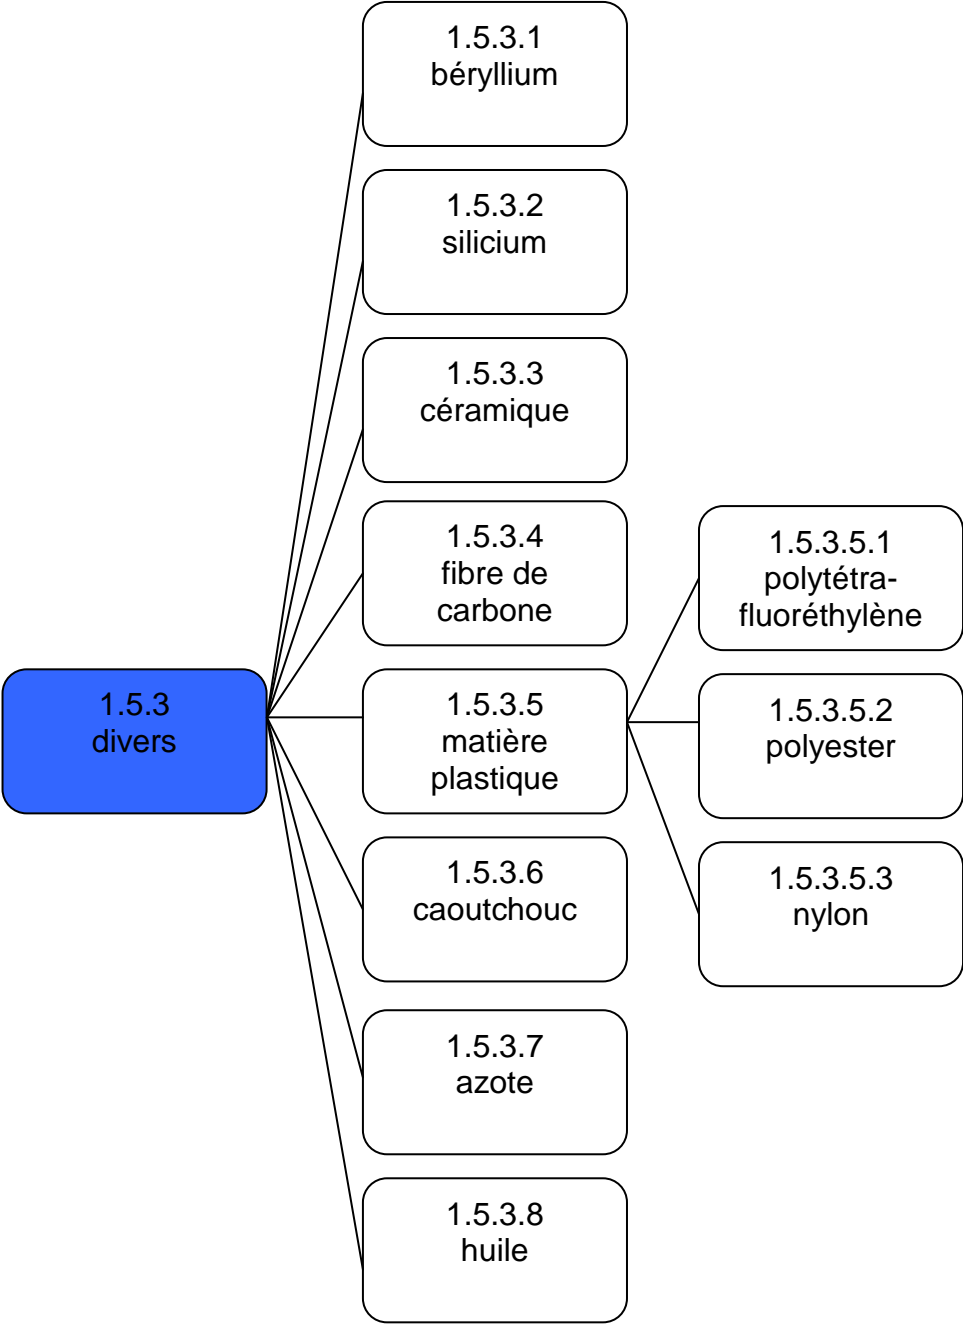 1.5.3.1
béryllium
1.5.3.2
silicium
1.5.3.3
céramique
1.5.3.4
fibre de
carbone
1.5.3
divers
1.5.3.5
matière
plastique
1.5.3.5.1
polytétra-
fluoréthylène
1.5.3.5.2
polyester
1.5.3.5.3
nylon
1.5.3.6
caoutchouc
1.5.3.7
azote
1.5.3.8
huile